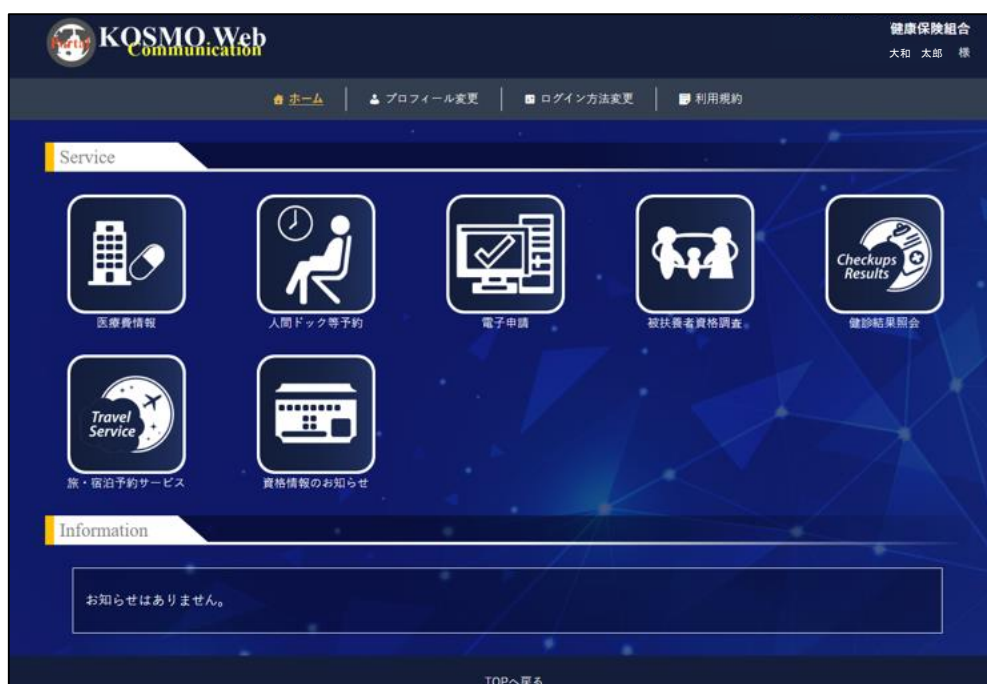 Portal
KOSMO Web
Communication
健康保険組合
大和 太郎 様
ホーム
プロフィール変更
ログイン方法変更
利用規約
Service
医療費情報
人間ドック等予約
電子申請
被扶養者資格調査
Checkups
Results
健診結果照会
Travel
Service
旅・宿泊予約サービス
資格情報のお知らせ
Information
お知らせはありません。
TOPへ戻る